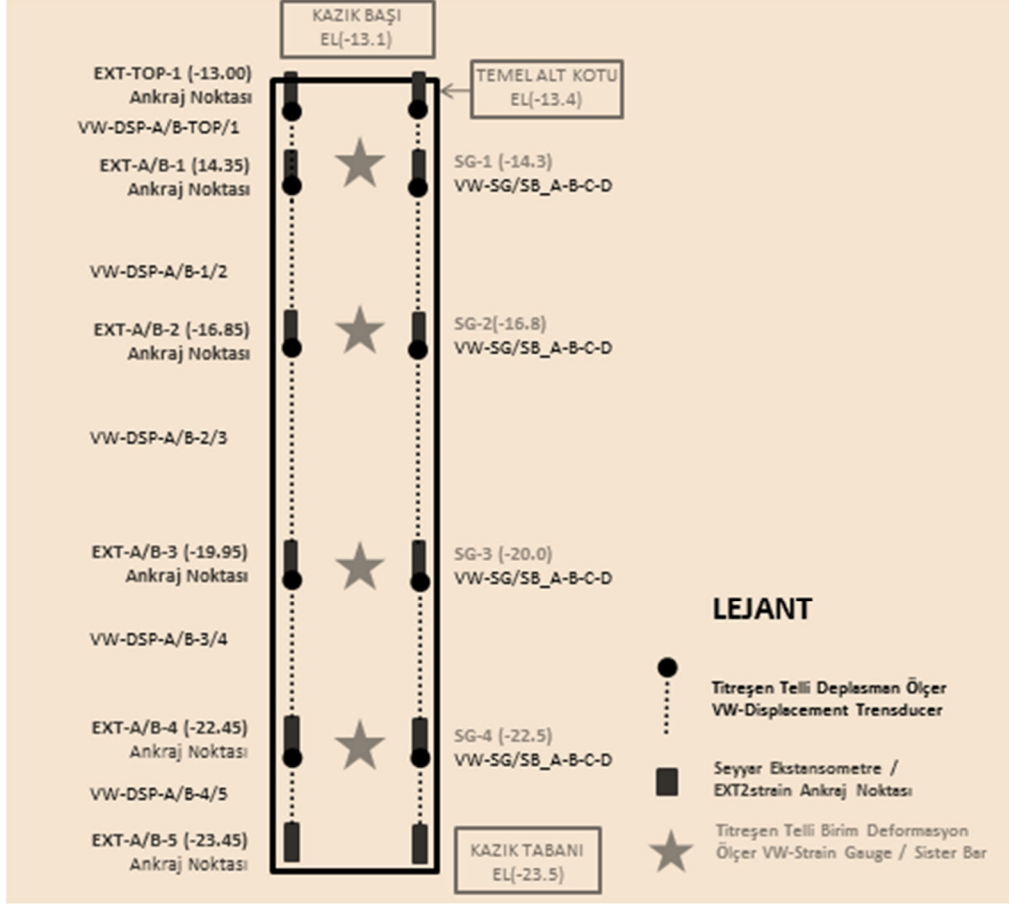 KAZIK BAŞI
EL(-13.1)
EXT-TOP-1 (-13.00)
Ankraj Noktası
TEMEL ALT KOTU
EL(-13.4)
VW-DSP-A/B-TOP/1
EXT-A/B-1 (14.35)
Ankraj Noktası
SG-1 (-14.3)
VW-SG/SB_A-B-C-D
VW-DSP-A/B-1/2
EXT-A/B-2 (-16.85)
Ankraj Noktası
SG-2(-16.8)
VW-SG/SB_A-B-C-D
VW-DSP-A/B-2/3
EXT-A/B-3 (-19.95)
Ankraj Noktası
SG-3 (-20.0)
VW-SG/SB_A-B-C-D
VW-DSP-A/B-3/4
EXT-A/B-4 (-22.45)
Ankraj Noktası
SG-4 (-22.5)
VW-SG/SB_A-B-C-D
VW-DSP-A/B-4/5
EXT-A/B-5 (-23.45)
Ankraj Noktası
KAZIK TABANI
EL(-23.5)
LEJANT
Titreşen Telli Deplasman Ölçer
VW-Displacement Trensducer
Seyyar Ekstansometre /
EXT2strain Ankraj Noktası
Titreşen Telli Birim Deformasyon
Ölçer VW-Strain Gauge / Sister Bar